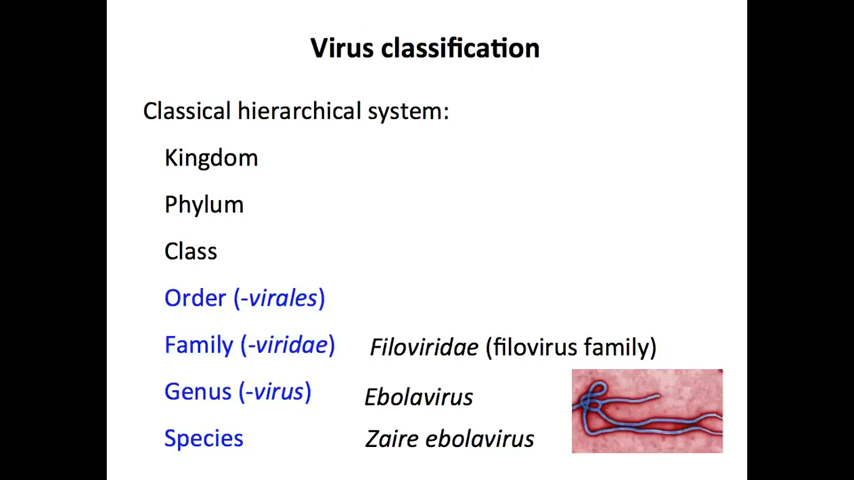 Virus classification
Classical hierarchical system:
Kingdom
Phylum
Class
Order (-virales)
Family (-viridae) Filoviridae (filovirus family)
Genus (-virus) Ebolavirus
Species Zaire ebolavirus